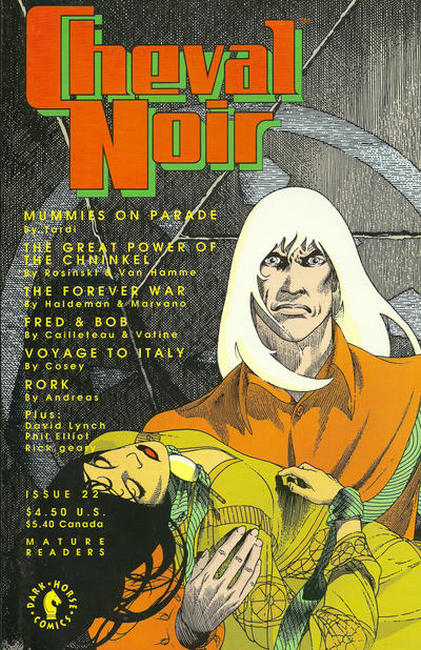 Cheval
Noir
TM
MUMMIES ON PARADE
By Tardi
THE GREAT POWER OF
THE CHNINKEL
By Rosinski & Van Hamme
THE FOREVER WAR
By Haldeman & Marvano
FRED & BOB
By Cailleteau & Vatine
VOYAGE TO ITALY
By Cosey
RORK
By Andreas
Plus:
David Lynch
Phil Elliot
Rick geary
ISSUE 22
$4.50 U.S.
$5.40 Canada
MATURE
READERS
DARK HORSE
COMICS